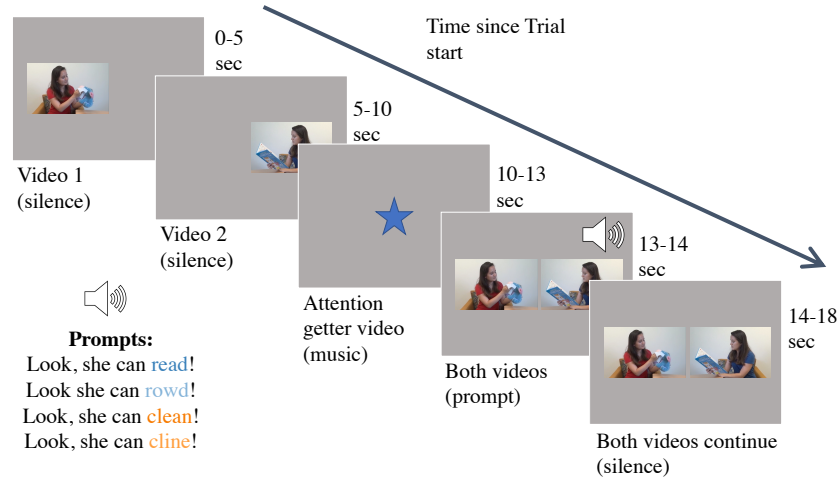 Time since Trial
start
0-5
sec
Video 1
(silence)
5-10
sec
Video 2
(silence)
10-13
sec
Attention
getter video
(music)
13-14
sec
Both videos
(prompt)
14-18
sec
Both videos continue
(silence)
Prompts:
Look, she can read!
Look she can rowd!
Look, she can clean!
Look, she can cline!